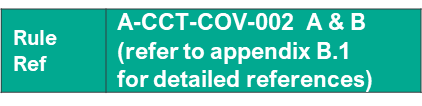 Rule
Ref
A-CCT-COV-002  A & B
(refer to appendix B.1
for detailed references)